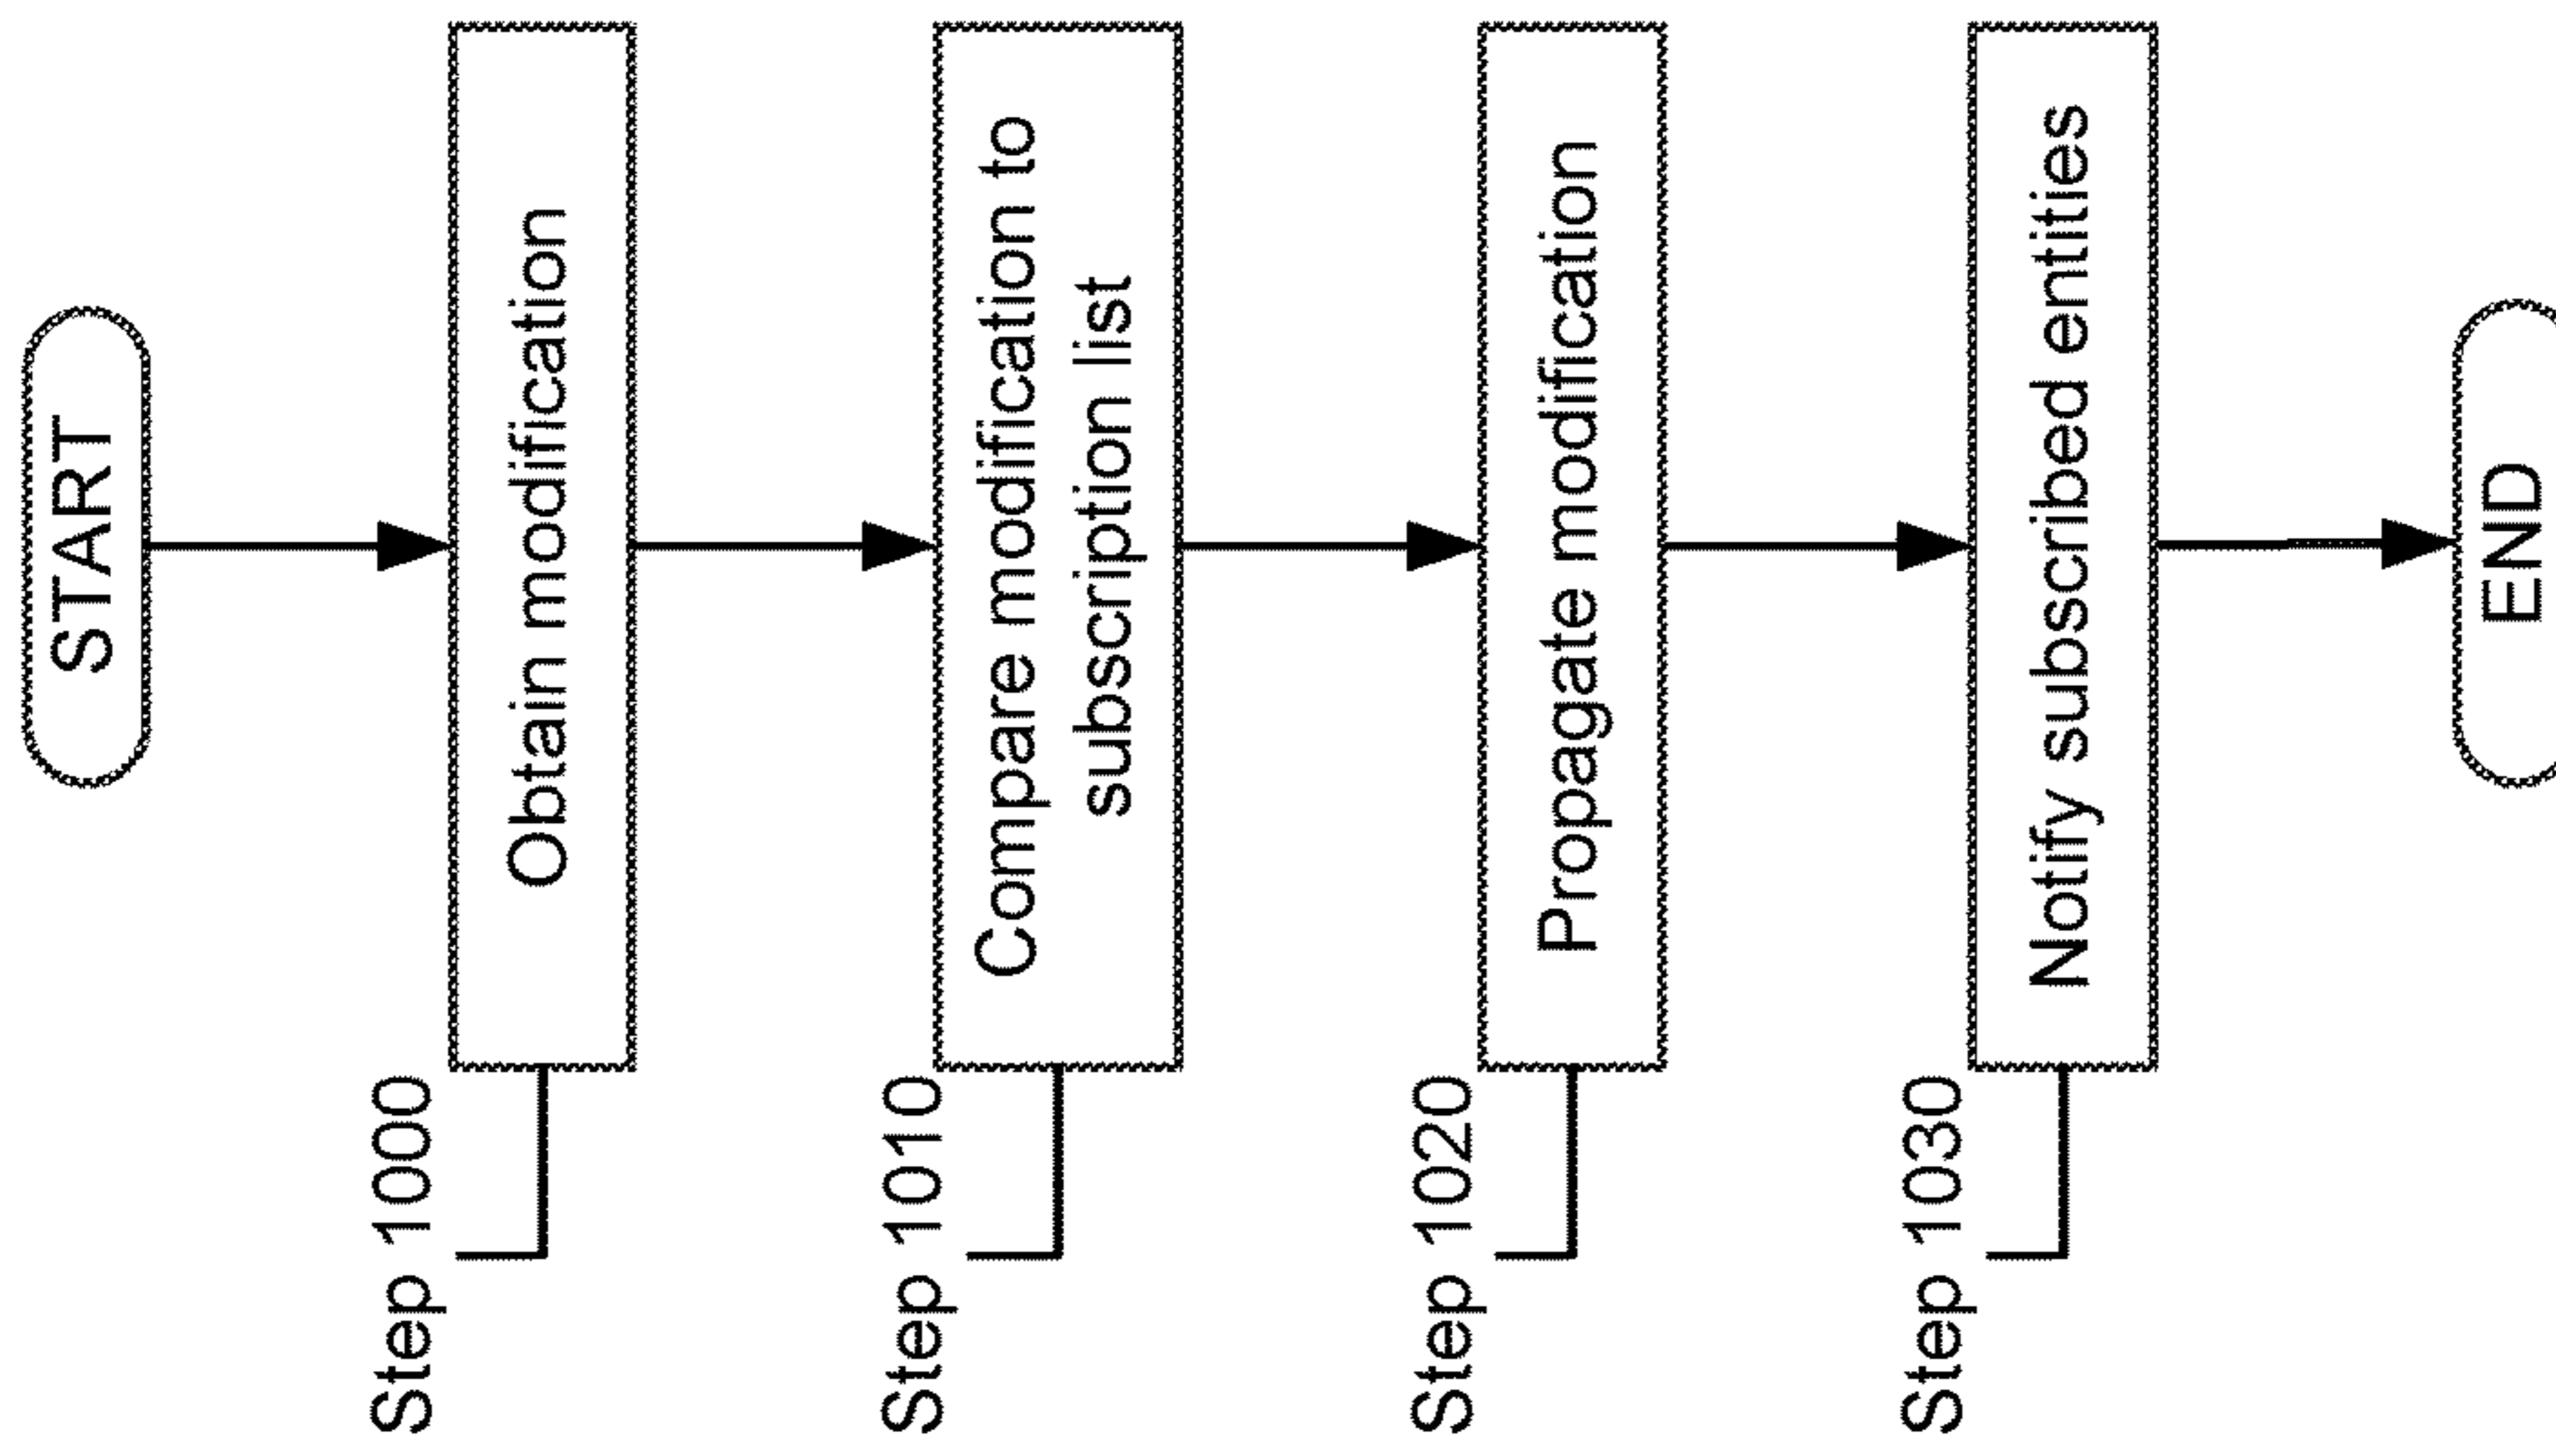 START
Step 1000
Obtain modification
Step 1010
Compare modification to
subscription list
Step 1020
Propagate modification
Step 1030
Notify subscribed entities
END